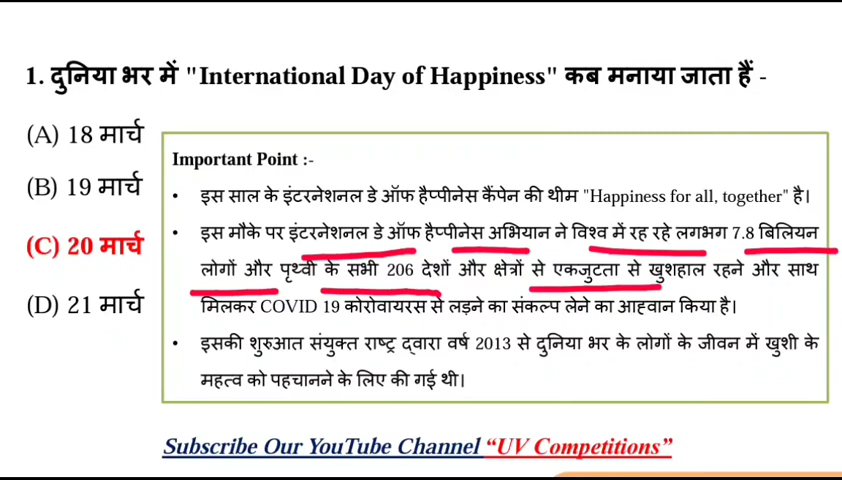 1. दुनिया भर में "International Day of Happiness" कब मनाया जाता हैं -
(A) 18 मार्च
(B) 19 मार्च
(C) 20 मार्च
(D) 21 मार्च
Important Point :-
• इस साल के इंटरनेशनल डे ऑफ हैप्पीनेस कैंपेन की थीम "Happiness for all, together" है।
• इस मौके पर इंटरनेशनल डे ऑफ हैप्पीनेस अभियान ने विश्व में रह रहे लगभग 7.8 बिलियन
लोगों और पृथ्वी के सभी 206 देशों और क्षेत्रों से एकजुटता से खुशहाल रहने और साथ
मिलकर COVID 19 कोरोवायरस से लड़ने का संकल्प लेने का आह्वान किया है।
• इसकी शुरुआत संयुक्त राष्ट्र द्वारा वर्ष 2013 से दुनिया भर के लोगों के जीवन में खुशी के
महत्व को पहचानने के लिए की गई थी।
Subscribe Our YouTube Channel “UV Competitions”